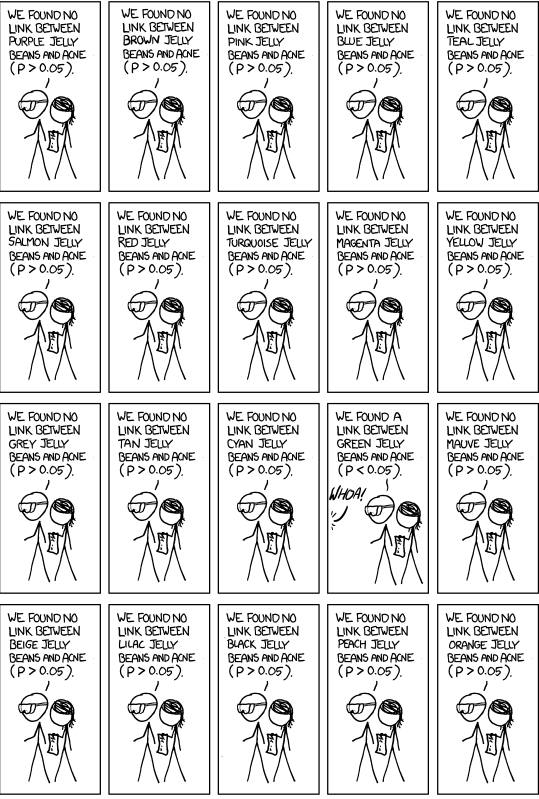 WE FOUND NO
LINK BETWEEN
PURPLE JELLY
BEANS AND ACNE
(P > 0.05).
WE FOUND NO
LINK BETWEEN
BROWN JELLY
BEANS AND ACNE
(P > 0.05).
WE FOUND NO
LINK BETWEEN
PINK JELLY
BEANS AND ACNE
(P > 0.05).
WE FOUND NO
LINK BETWEEN
BLUE JELLY
BEANS AND ACNE
(P > 0.05).
WE FOUND NO
LINK BETWEEN
TEAL JELLY
BEANS AND ACNE
(P > 0.05).
WE FOUND NO
LINK BETWEEN
SALMON JELLY
BEANS AND ACNE
(P > 0.05).
WE FOUND NO
LINK BETWEEN
RED JELLY
BEANS AND ACNE
(P > 0.05).
WE FOUND NO
LINK BETWEEN
TURQUOISE JELLY
BEANS AND ACNE
(P > 0.05).
WE FOUND NO
LINK BETWEEN
MAGENTA JELLY
BEANS AND ACNE
(P > 0.05).
WE FOUND NO
LINK BETWEEN
YELLOW JELLY
BEANS AND ACNE
(P > 0.05).
WE FOUND NO
LINK BETWEEN
GREY JELLY
BEANS AND ACNE
(P > 0.05).
WE FOUND NO
LINK BETWEEN
TAN JELLY
BEANS AND ACNE
(P > 0.05).
WE FOUND NO
LINK BETWEEN
CYAN JELLY
BEANS AND ACNE
(P > 0.05).
WE FOUND A
LINK BETWEEN
GREEN JELLY
BEANS AND ACNE
(P < 0.05).
WHOA!
WE FOUND NO
LINK BETWEEN
MAUVE JELLY
BEANS AND ACNE
(P > 0.05).
WE FOUND NO
LINK BETWEEN
BEIGE JELLY
BEANS AND ACNE
(P > 0.05).
WE FOUND NO
LINK BETWEEN
LILAC JELLY
BEANS AND ACNE
(P > 0.05).
WE FOUND NO
LINK BETWEEN
BLACK JELLY
BEANS AND ACNE
(P > 0.05).
WE FOUND NO
LINK BETWEEN
PEACH JELLY
BEANS AND ACNE
(P > 0.05).
WE FOUND NO
LINK BETWEEN
ORANGE JELLY
BEANS AND ACNE
(P > 0.05).